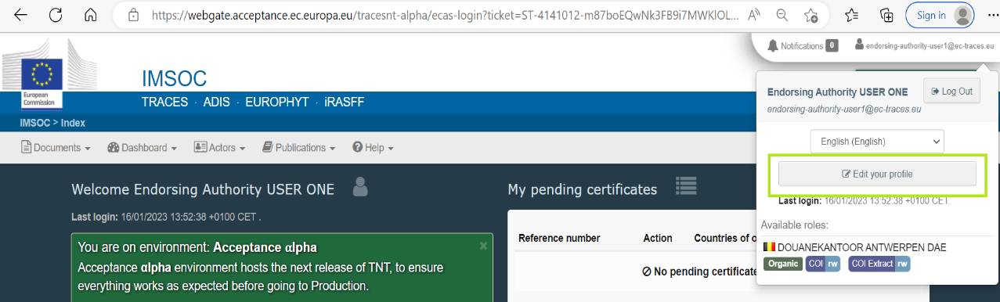 https://webgate.acceptance.ec.europa.eu/tracesnt-alpha/ecas-login?ticket=ST-4141012-m87boEQwNk3FB9i7MWKlOL...
Sign in
Notifications 0
endorsing-authority-user1@ec-traces.eu
European
Commission
IMSOC
TRACES · ADIS · EUROPHYT · iRASFF
IMSOC > Index
Documents
Dashboard
Actors
Publications
Help
Endorsing Authority USER ONE
Log Out
endorsing-authority-user1@ec-traces.eu
English (English)
Edit your profile
Last login: 16/01/2023 13:52:38 +0100 CET.
Available roles:
DOUANEKANTOOR ANTWERPEN DAE
Organic COI rw COI Extract rw
Welcome Endorsing Authority USER ONE
Last login: 16/01/2023 13:52:38 +0100 CET .
You are on environment: Acceptance αlpha
Acceptance αlpha environment hosts the next release of TNT, to ensure
everything works as expected before going to Production.
My pending certificates
Reference number Action Countries of o
No pending certificate